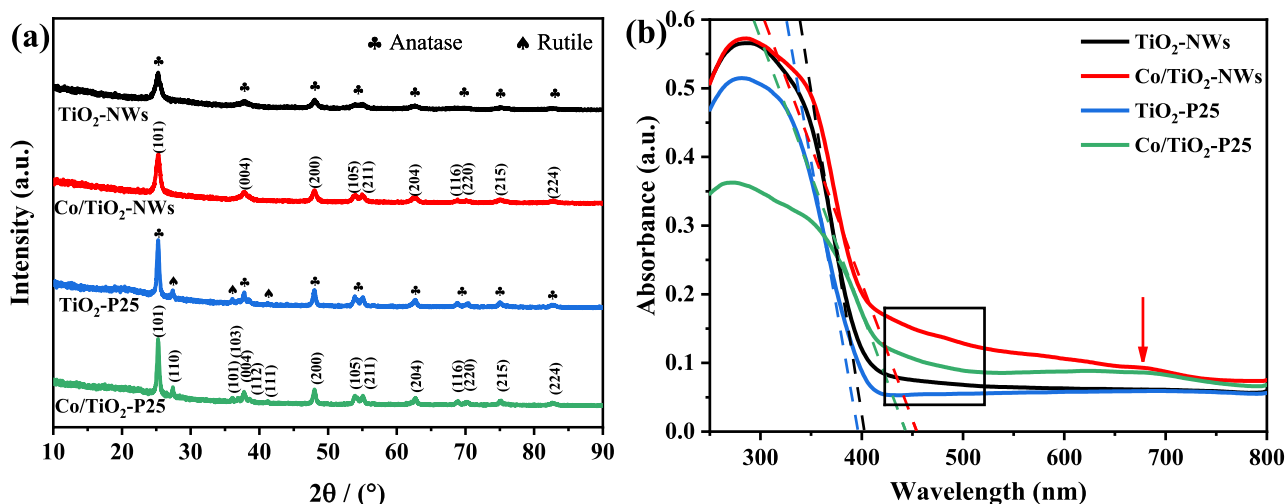 (a)
♣ Anatase ♠ Rutile
TiO₂-NWs
(101)
(004)
(200)
(105)
(211)
(204)
(116)
(220)
(215)
(224)
Co/TiO₂-NWs
TiO₂-P25
(101)
(110)
(101)
(103)
(004)
(112)
(111)
(200)
(105)
(211)
(204)
(116)
(220)
(215)
(224)
Co/TiO₂-P25
Intensity (a.u.)
10 20 30 40 50 60 70 80 90
2θ / (°)
(b)
TiO₂-NWs
Co/TiO₂-NWs
TiO₂-P25
Co/TiO₂-P25
Absorbance (a.u.)
0.6
0.5
0.4
0.3
0.2
0.1
0.0
300 400 500 600 700 800
Wavelength (nm)